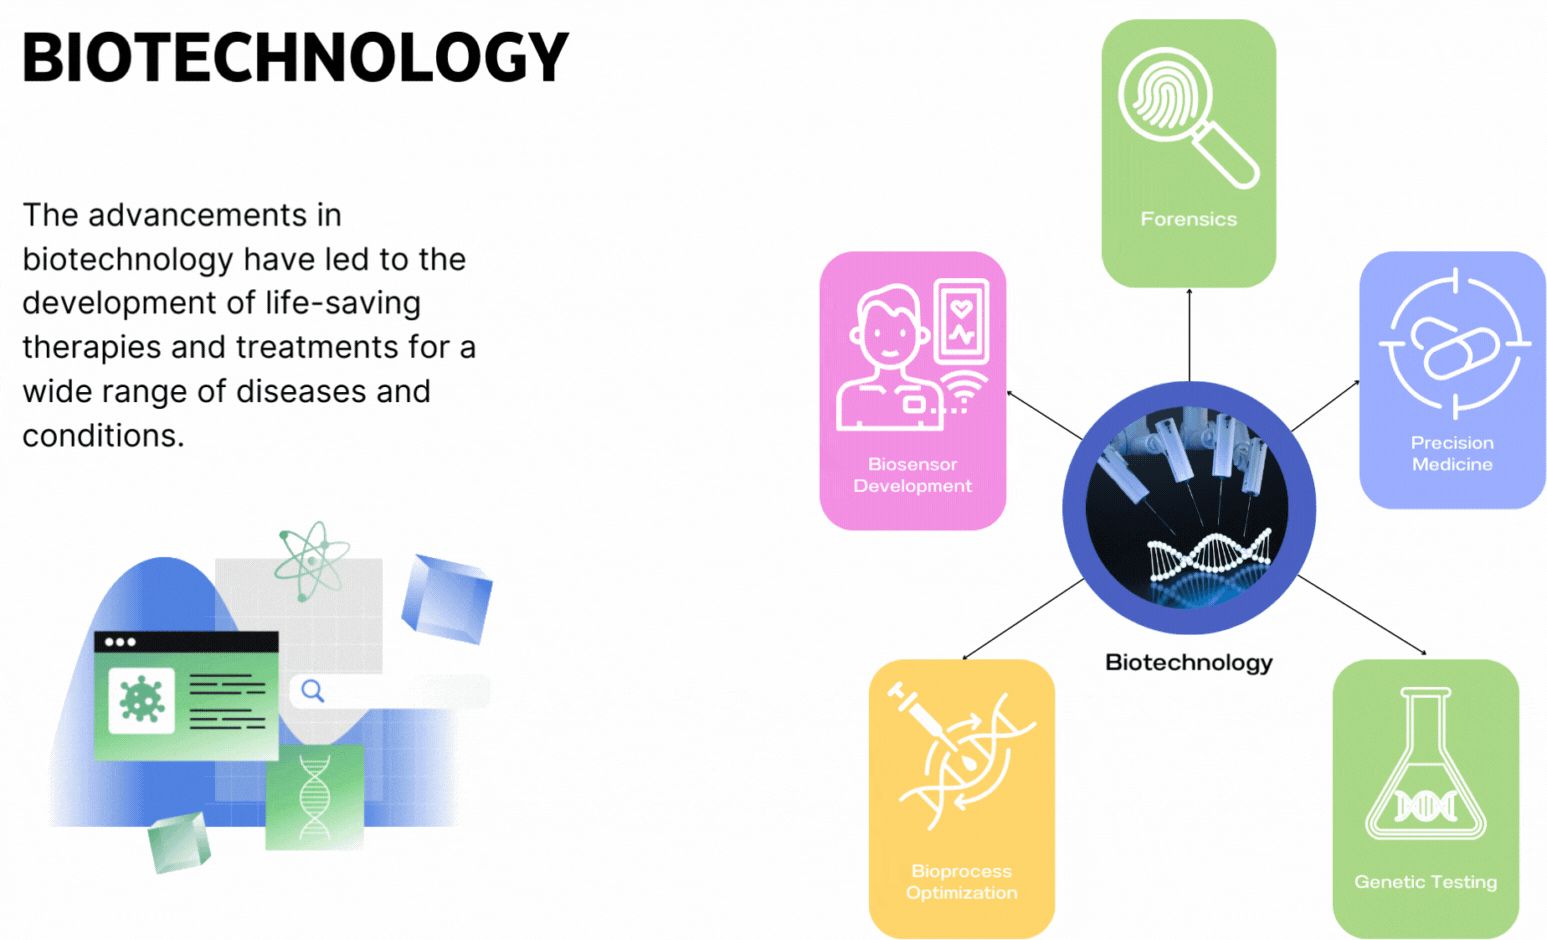 BIOTECHNOLOGY
The advancements in
biotechnology have led to the
development of life-saving
therapies and treatments for a
wide range of diseases and
conditions.
Forensics
Biosensor
Development
Precision
Medicine
Biotechnology
Bioprocess
Optimization
Genetic Testing